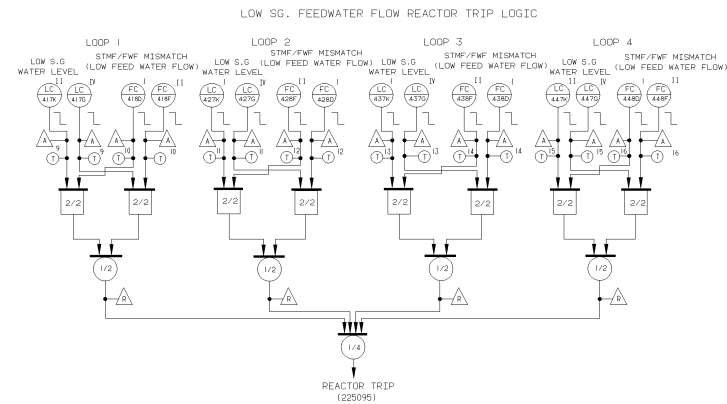 LOW SG. FEEDWATER FLOW REACTOR TRIP LOGIC
LOOP 1
LOOP 2
LOOP 3
LOOP 4
LOW S.G WATER LEVEL
STMF/FWF MISMATCH (LOW FEED WATER FLOW)
LOW S.G WATER LEVEL
STMF/FWF MISMATCH (LOW FEED WATER FLOW)
LOW S.G WATER LEVEL
STMF/FWF MISMATCH (LOW FEED WATER FLOW)
LOW S.G WATER LEVEL
STMF/FWF MISMATCH (LOW FEED WATER FLOW)
II IV I II
I IV II I
I IV II I
II IV I II
LC 417K
LC 417G
FC 418D
FC 418F
LC 427K
LC 427G
FC 428F
FC 428D
LC 437K
LC 437G
FC 438F
FC 438D
LC 447K
LC 447G
FC 448D
FC 448F
A A A A A A A A A A A A A A A A
9 9 10 10 11 11 12 12 13 13 14 14 15 15 16 16
T T T T T T T T T T T T T T T T
2/2 2/2 2/2 2/2 2/2 2/2 2/2 2/2
1/2 1/2 1/2 1/2
R R R R
1/4
REACTOR TRIP
(225095)